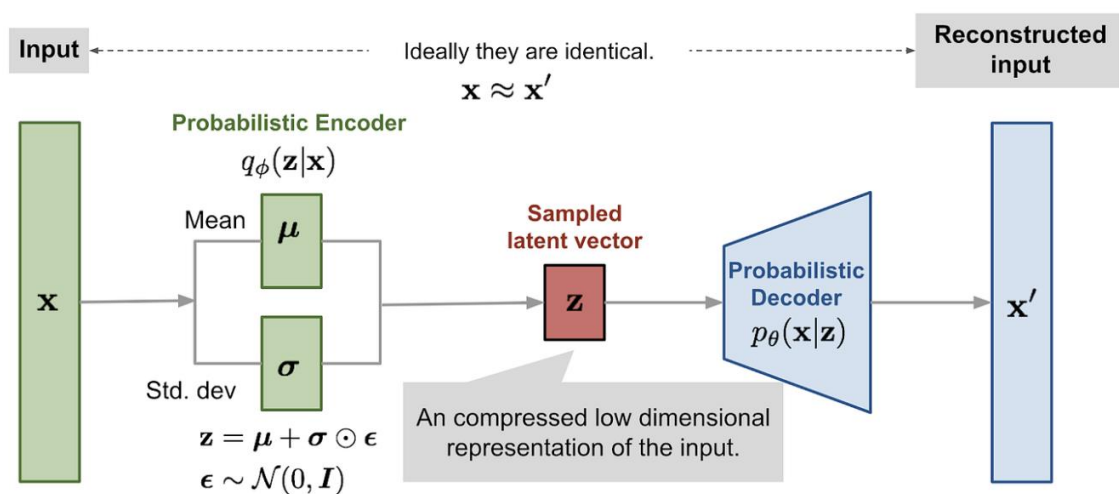 Input
Ideally they are identical.
x ≈ x′
Reconstructed
input
Probabilistic Encoder
qϕ(z|x)
Mean
μ
x
Std. dev
σ
z = μ + σ ⊙ ϵ
ϵ ∼ 𝒩(0, I)
Sampled
latent vector
z
An compressed low dimensional
representation of the input.
Probabilistic
Decoder
pθ(x|z)
x′